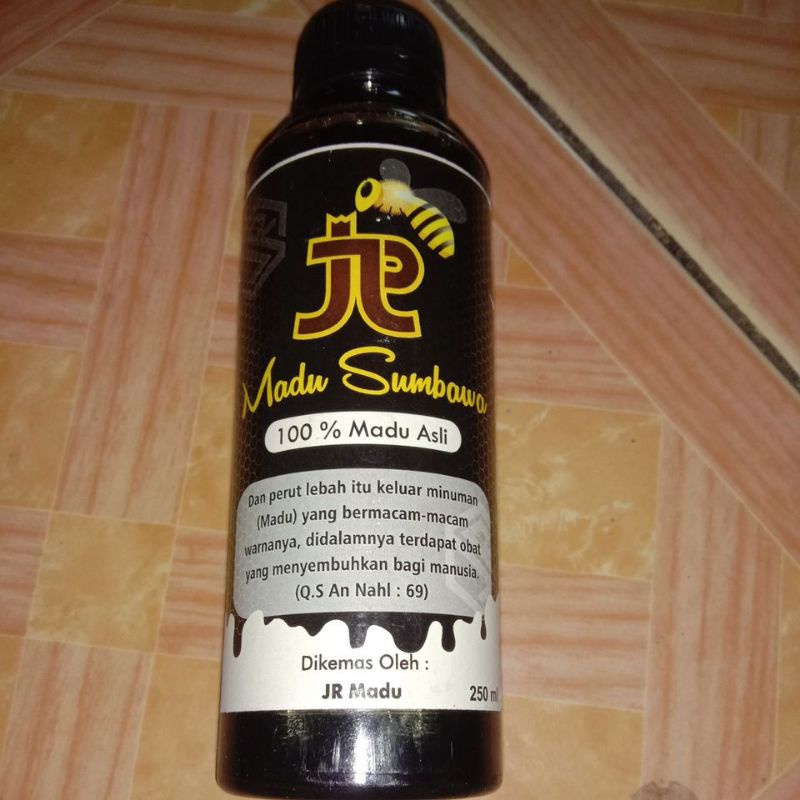 JR
Madu Sumbawa
100 % Madu Asli
Dan perut lebah itu keluar minuman
(Madu) yang bermacam-macam
warnanya, didalamnya terdapat obat
yang menyembuhkan bagi manusia.
(Q.S An Nahl : 69)
Dikemas Oleh :
JR Madu
250 ml